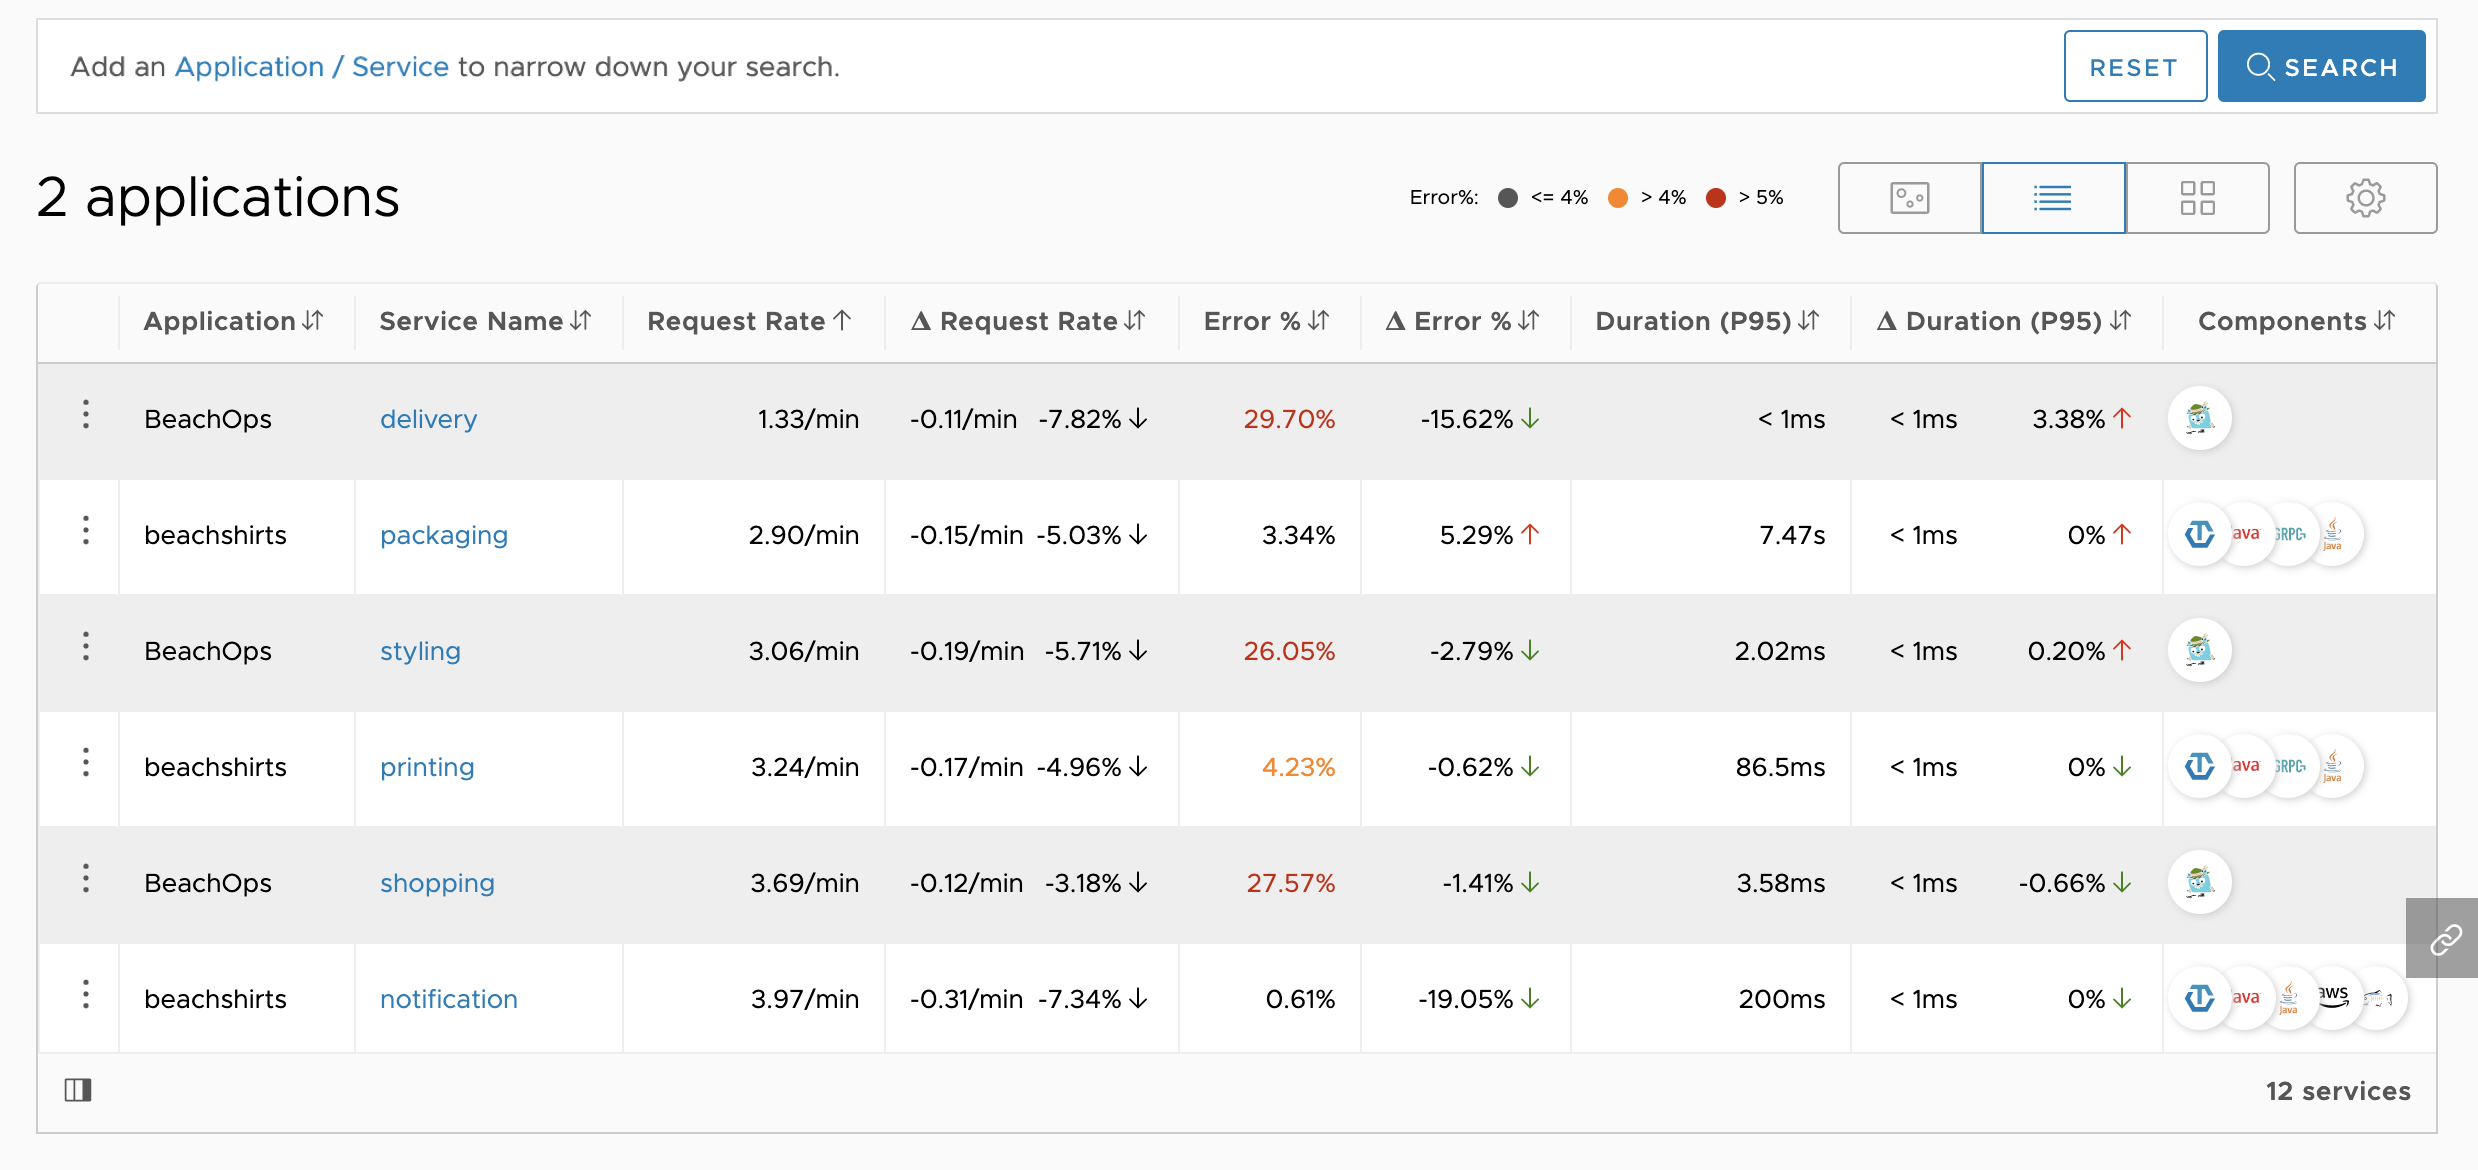 Add an Application / Service to narrow down your search.
RESET
SEARCH
2 applications
Error%: <= 4% > 4% > 5%
Application Service Name Request Rate Δ Request Rate Error % Δ Error % Duration (P95) Δ Duration (P95) Components
BeachOps delivery 1.33/min -0.11/min -7.82% 29.70% -15.62% < 1ms < 1ms 3.38%
beachshirts packaging 2.90/min -0.15/min -5.03% 3.34% 5.29% 7.47s < 1ms 0% ava GRPC Java
BeachOps styling 3.06/min -0.19/min -5.71% 26.05% -2.79% 2.02ms < 1ms 0.20%
beachshirts printing 3.24/min -0.17/min -4.96% 4.23% -0.62% 86.5ms < 1ms 0% ava GRPC Java
BeachOps shopping 3.69/min -0.12/min -3.18% 27.57% -1.41% 3.58ms < 1ms -0.66%
beachshirts notification 3.97/min -0.31/min -7.34% 0.61% -19.05% 200ms < 1ms 0% ava Java aws
12 services